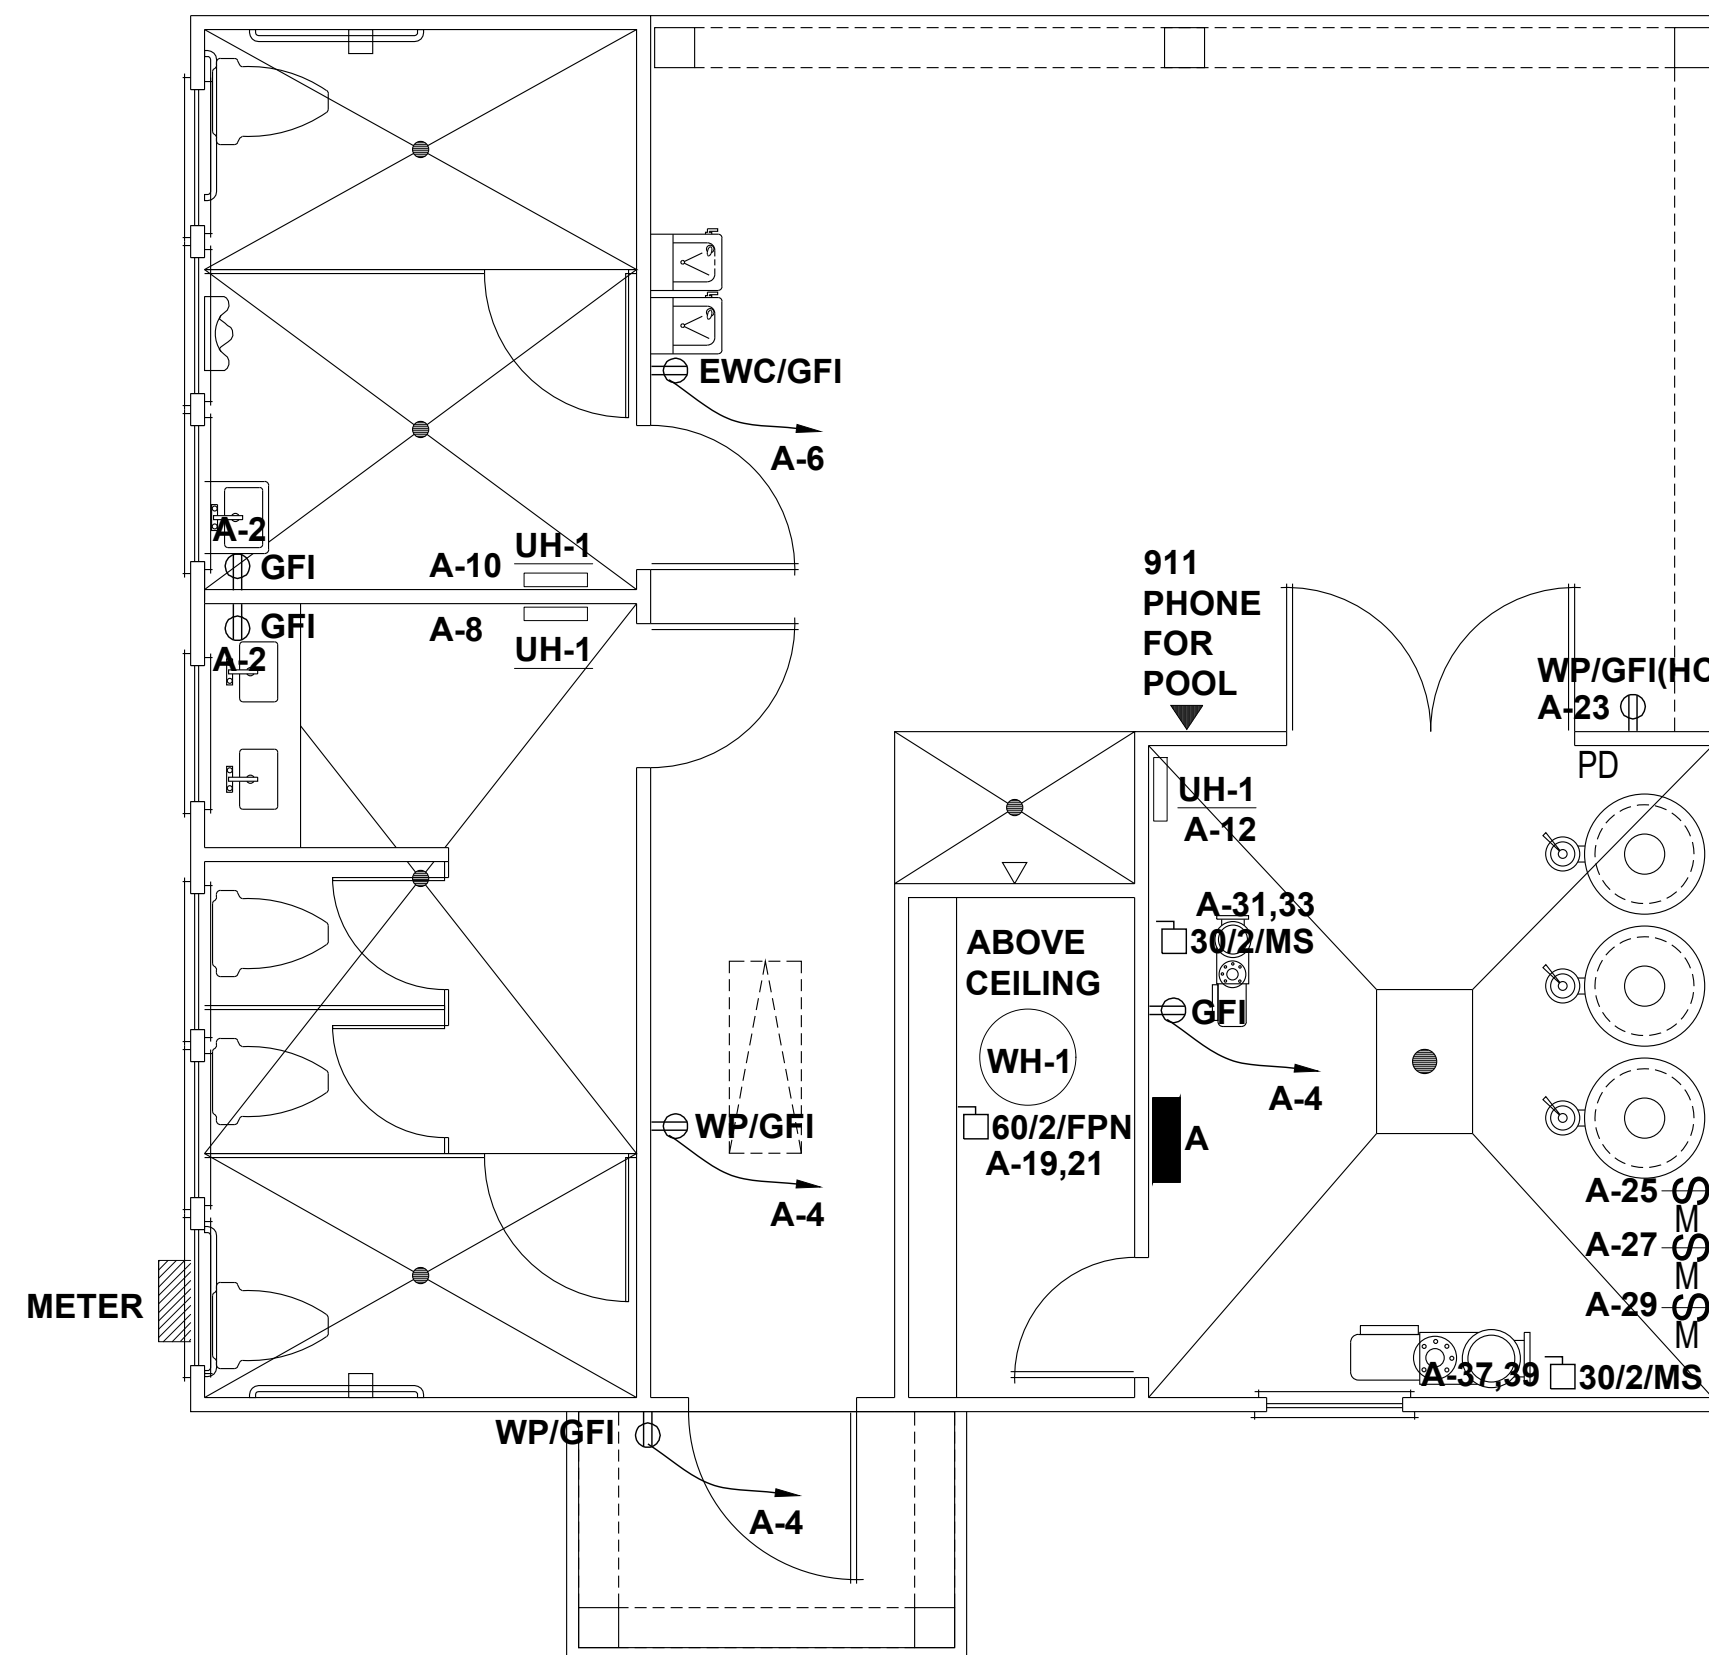 EWC/GFI
A-6
A-2
GFI
A-10
UH-1
GFI
A-2
A-8
UH-1
911
PHONE
FOR
POOL
WP/GFI(HC
A-23
PD
UH-1
A-12
A-31,33
30/2/MS
ABOVE
CEILING
GFI
WH-1
A-4
60/2/FPN
A-19,21
A
WP/GFI
A-4
A-25 S
M
A-27 S
M
A-29 S
M
METER
A-37,39
30/2/MS
WP/GFI
A-4